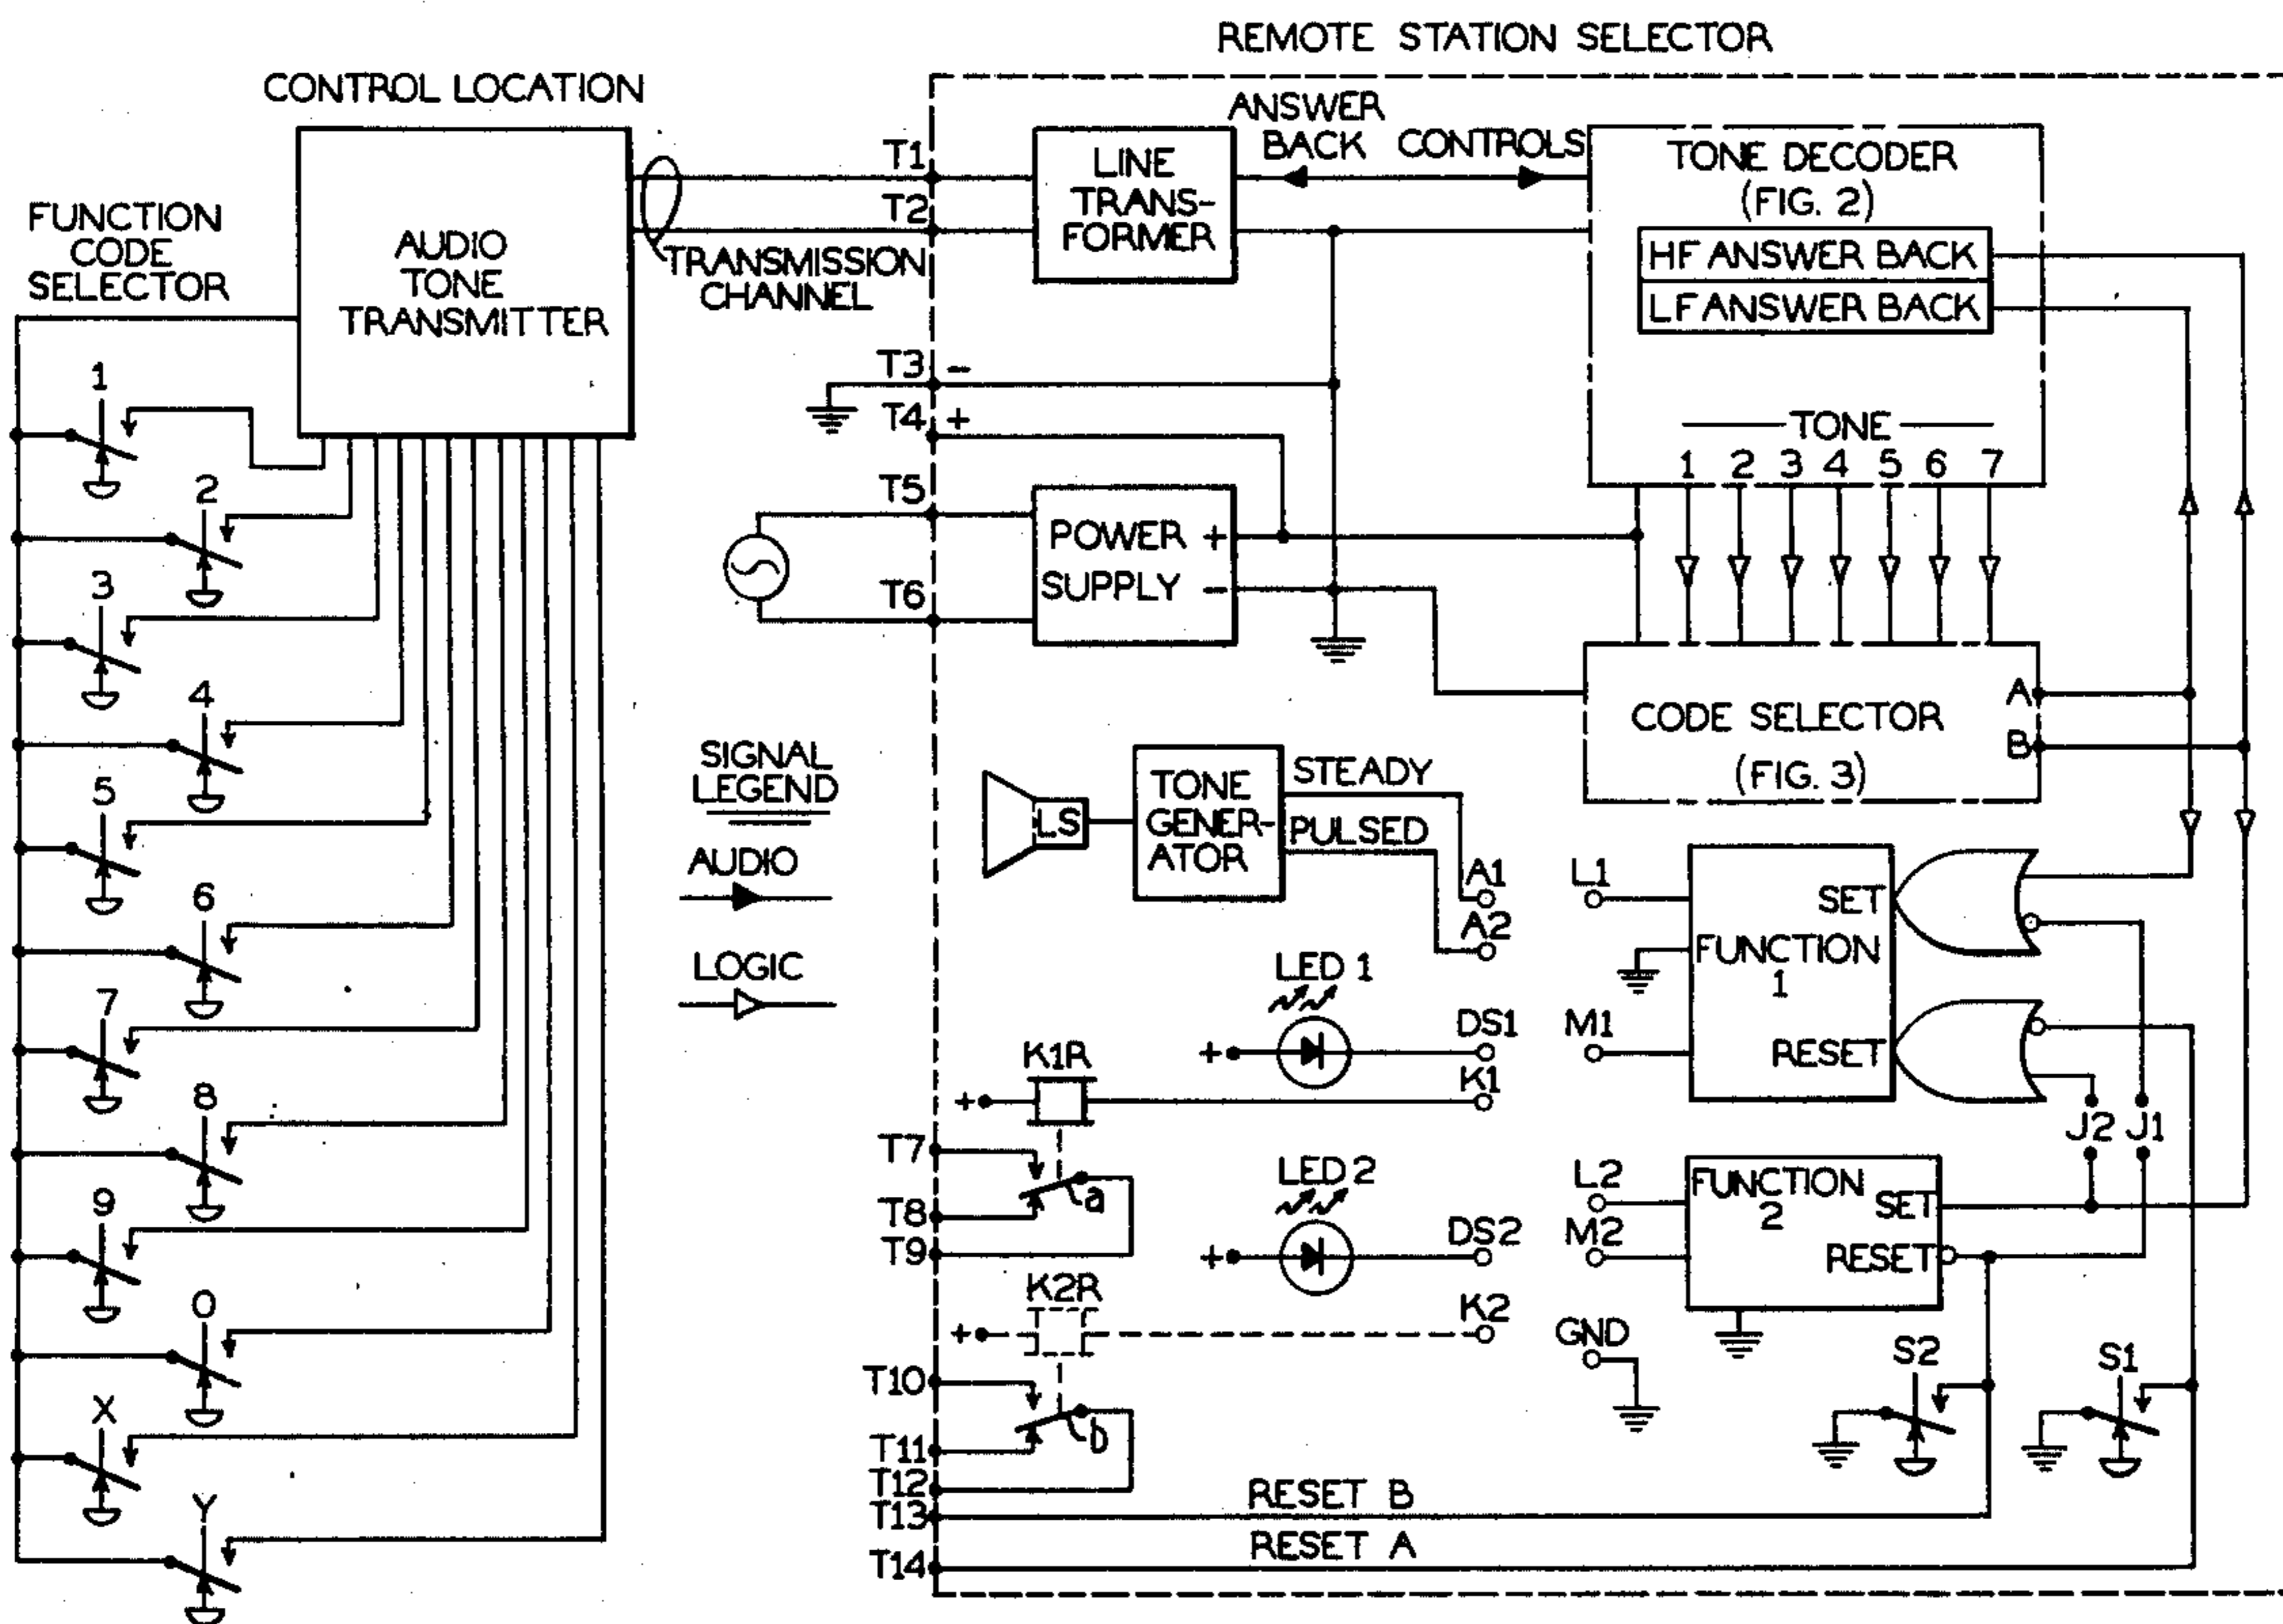 REMOTE STATION SELECTOR
CONTROL LOCATION
FUNCTION
CODE
SELECTOR
AUDIO
TONE
TRANSMITTER
TRANSMISSION
CHANNEL
1
2
3
4
5
6
7
8
9
0
X
Y
SIGNAL
LEGEND
AUDIO
LOGIC
T1
T2
T3 -
T4 +
T5
T6
T7
T8
T9
T10
T11
T12
T13
T14
LINE
TRANS-
FORMER
ANSWER
BACK CONTROLS
TONE DECODER
(FIG. 2)
HF ANSWER BACK
LF ANSWER BACK
TONE
1 2 3 4 5 6 7
POWER +
SUPPLY -
CODE SELECTOR
(FIG. 3)
A
B
LS
TONE
GENER-
ATOR
STEADY
PULSED
A1
A2
LED 1
+
DS1
K1R
+
K1
a
LED 2
+
DS2
K2R
+
K2
b
L1
M1
SET
FUNCTION
1
RESET
J2 J1
L2
M2
FUNCTION
2
SET
RESET
GND
S2
S1
RESET B
RESET A